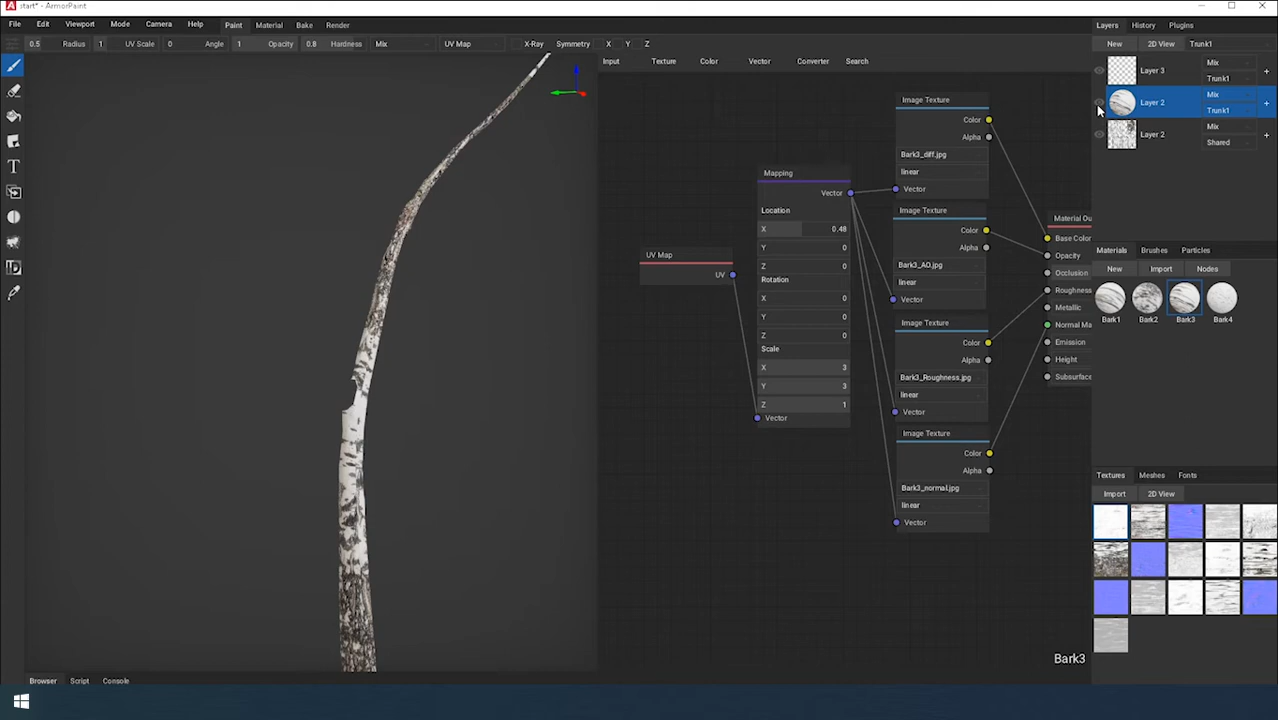 start* - ArmorPaint
File Edit Viewport Mode Camera Help Paint Material Bake Render
0.5 Radius 1 UV Scale 0 Angle 1 Opacity 0.8 Hardness Mix UV Map X-Ray Symmetry X Y Z
Input Texture Color Vector Converter Search
UV Map
UV
Mapping
Vector
Location
X 0.48
Y 0
Z 0
Rotation
X 0
Y 0
Z 0
Scale
X 3
Y 3
Z 1
Vector
Image Texture
Color
Alpha
Bark3_diff.jpg
linear
Vector
Image Texture
Color
Alpha
Bark3_AO.jpg
linear
Vector
Image Texture
Color
Alpha
Bark3_Roughness.jpg
linear
Vector
Image Texture
Color
Alpha
Bark3_normal.jpg
linear
Vector
Material Ou
Base Color
Opacity
Occlusion
Roughness
Metallic
Normal Ma
Emission
Height
Subsurface
Bark3
Layers History Plugins
New 2D View Trunk1
Layer 3 Mix
Trunk1 +
Layer 2 Mix
Trunk1 +
Layer 2 Mix
Shared +
Materials Brushes Particles
New Import Nodes
Bark1 Bark2 Bark3 Bark4
Textures Meshes Fonts
Import 2D View
Browser Script Console